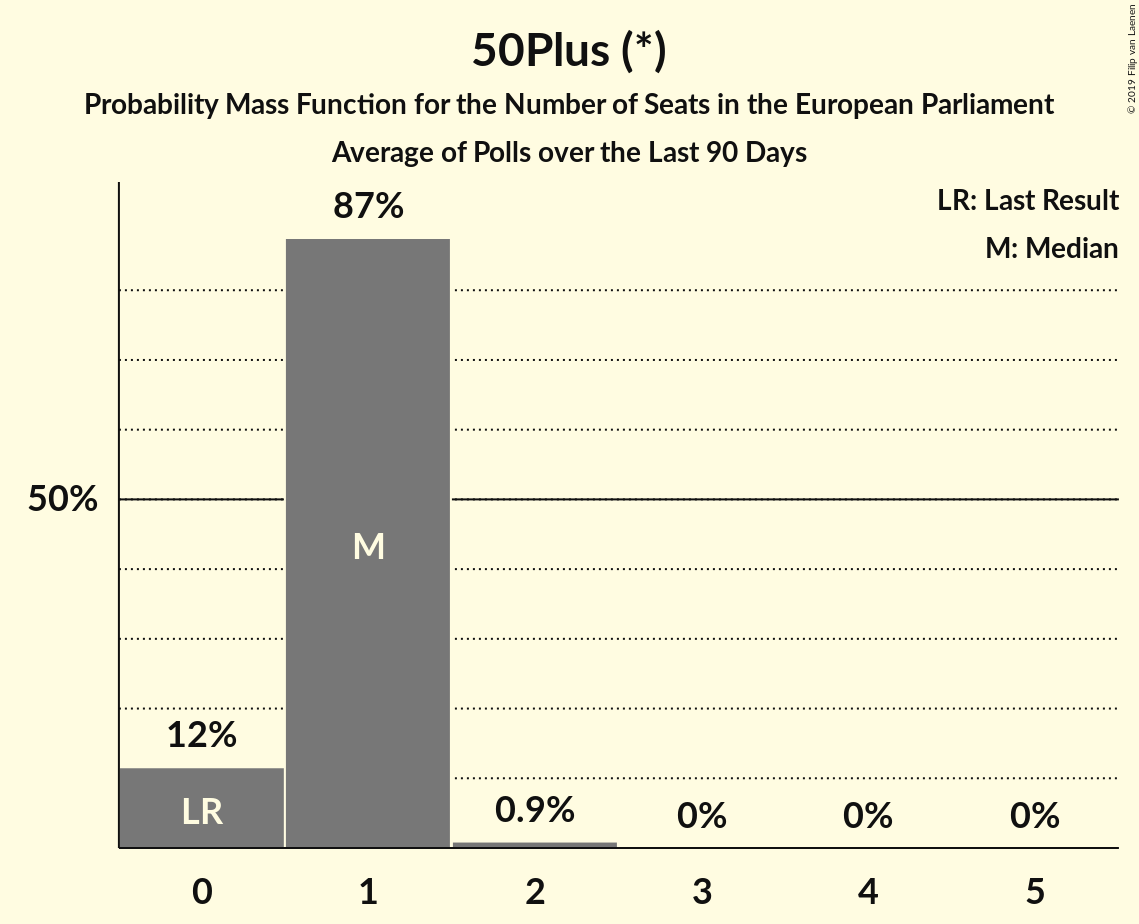 50Plus (*)
Probability Mass Function for the Number of Seats in the European Parliament
Average of Polls over the Last 90 Days
© 2019 Filip van Laenen
LR: Last Result
M: Median
87%
50%
M
12%
LR
0.9%
0%
0%
0%
0
1
2
3
4
5